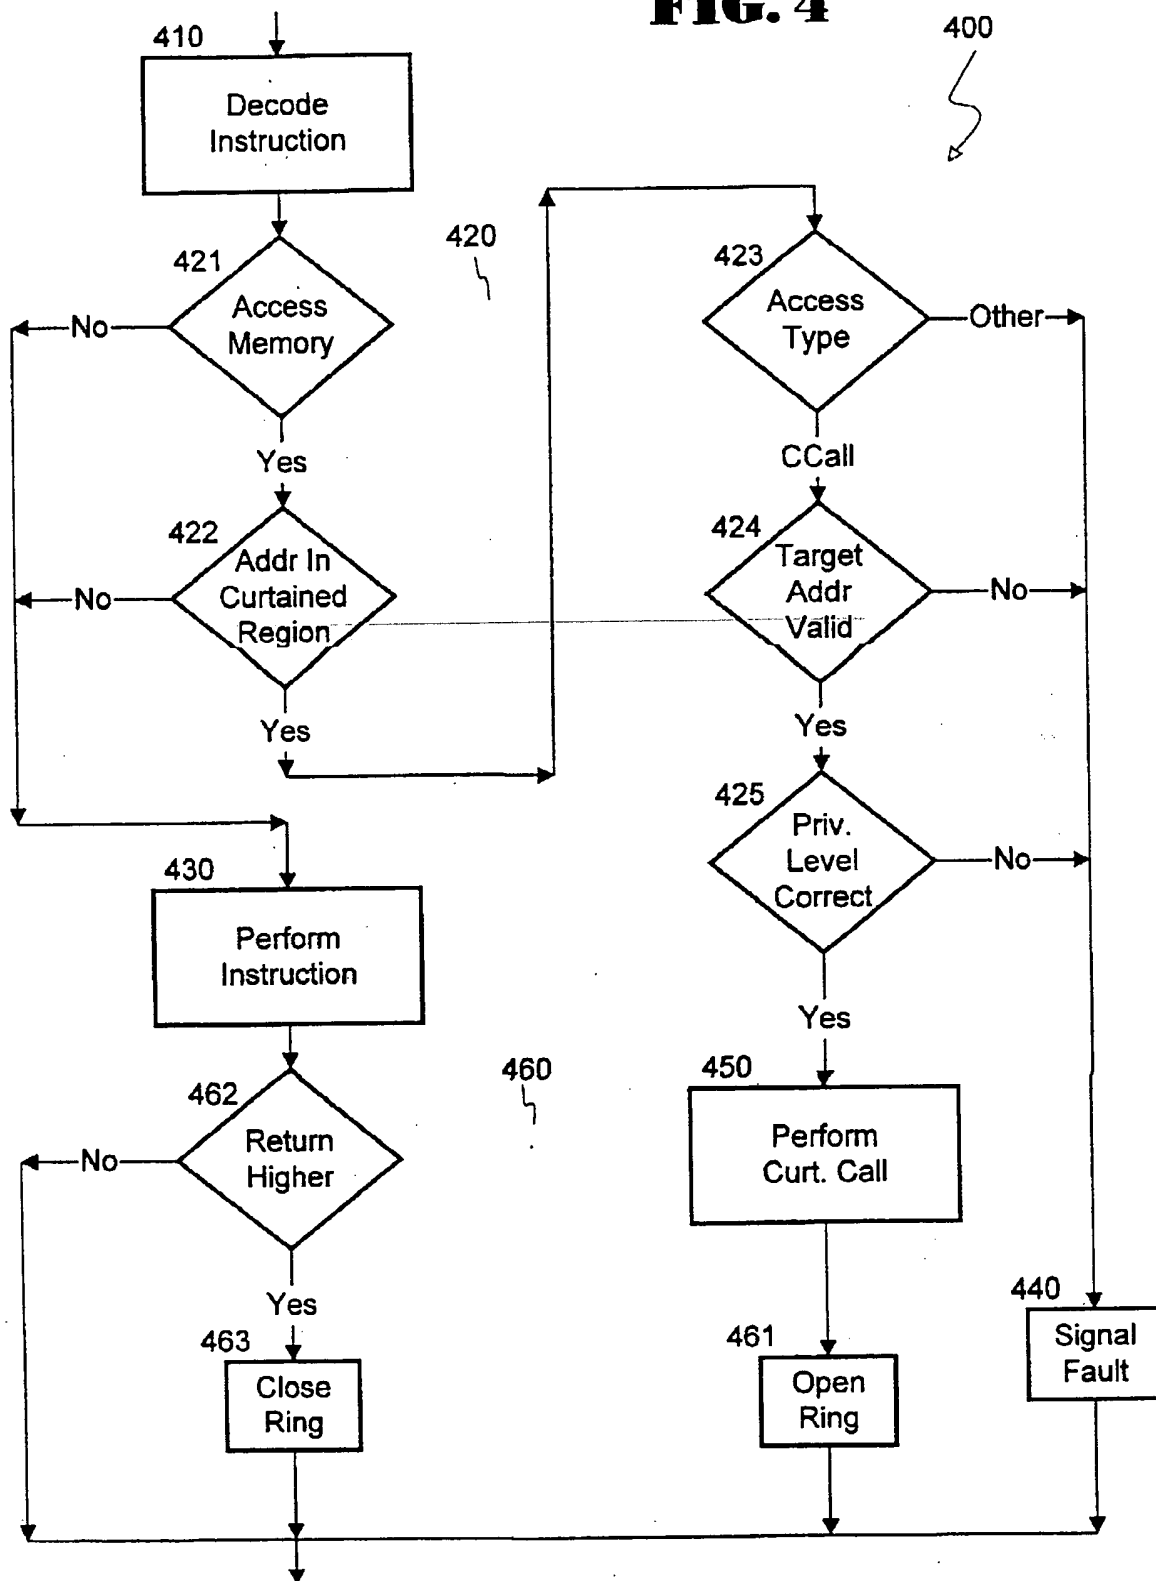 FIG. 4
400
410
Decode
Instruction
420
421
Access
Memory
No
Yes
422
Addr In
Curtained
Region
No
Yes
423
Access
Type
Other
CCall
424
Target
Addr
Valid
No
Yes
425
Priv.
Level
Correct
No
Yes
430
Perform
Instruction
460
462
Return
Higher
No
Yes
463
Close
Ring
450
Perform
Curt. Call
461
Open
Ring
440
Signal
Fault